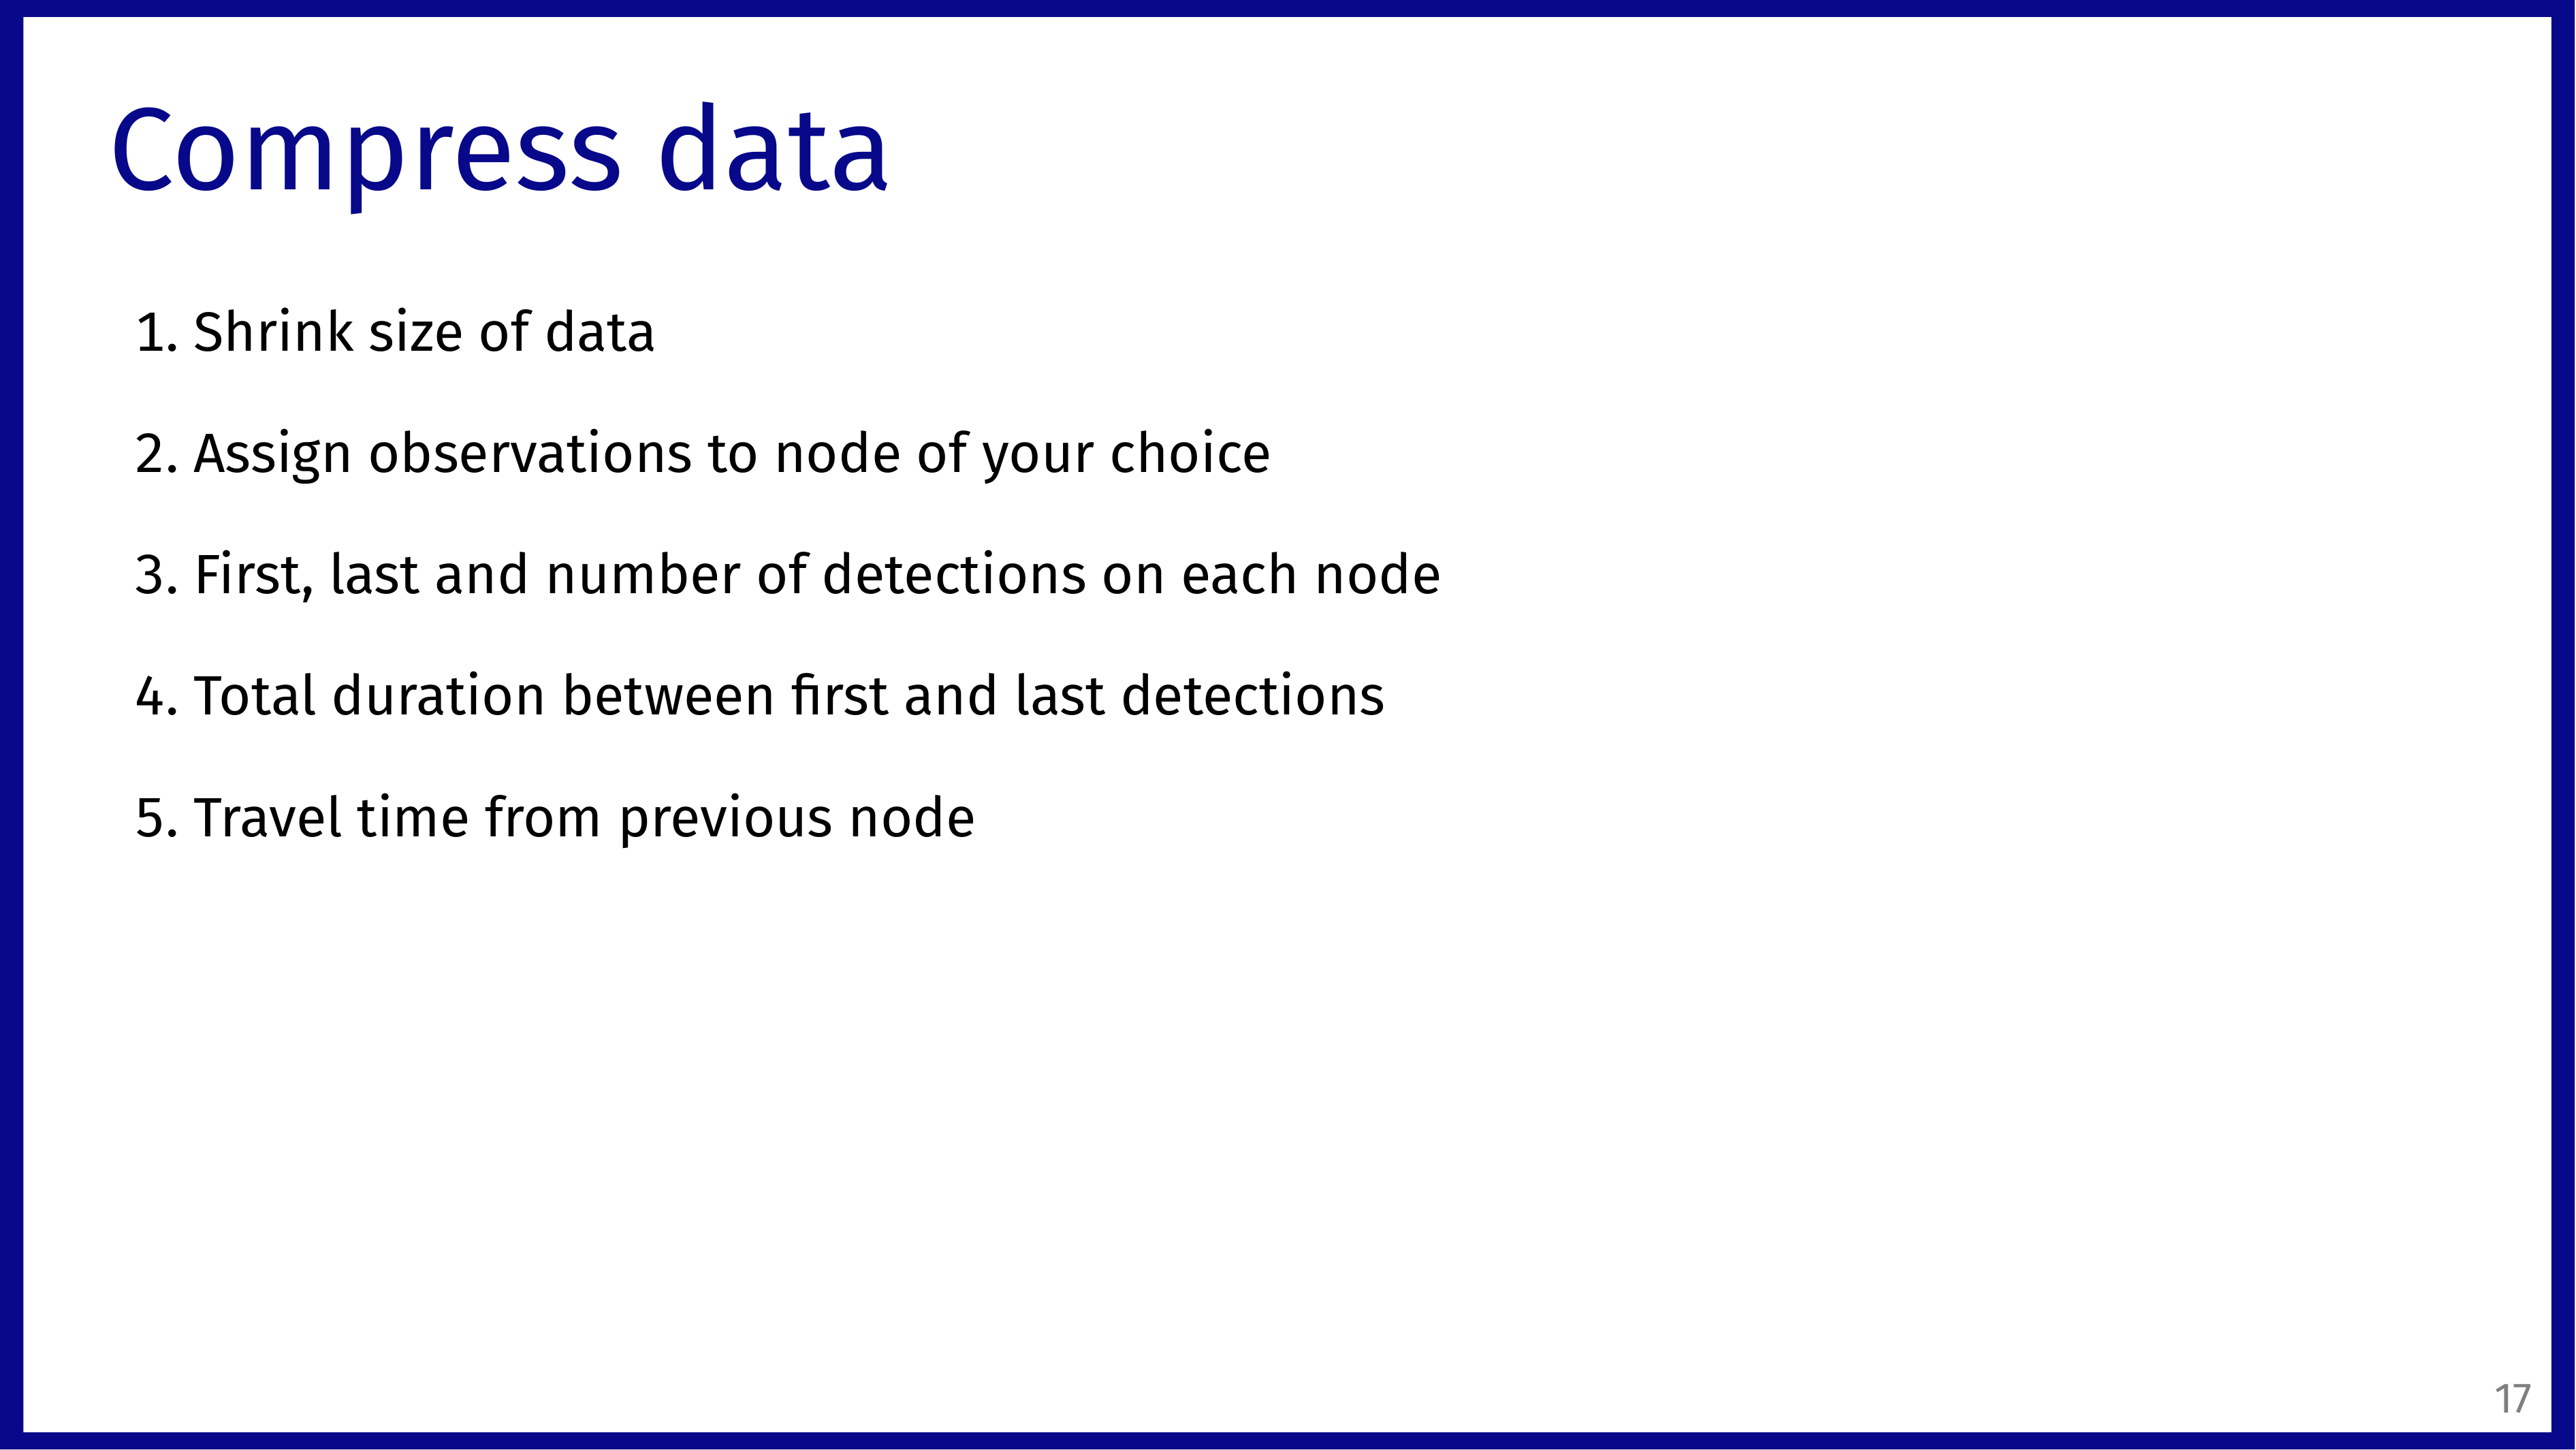 Compress data
1. Shrink size of data
2. Assign observations to node of your choice
3. First, last and number of detections on each node
4. Total duration between first and last detections
5. Travel time from previous node
17